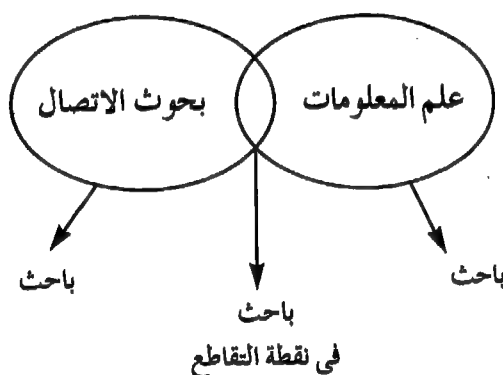 علم المعلومات
بحوث الاتصال
باحث
باحث
فى نقطة التقاطع
باحث